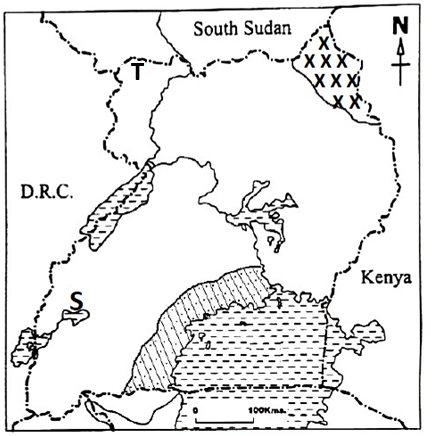 South Sudan
N
X
X X X
T
X X X
X X
D.R.C.
Kenya
S
0 100Kms.